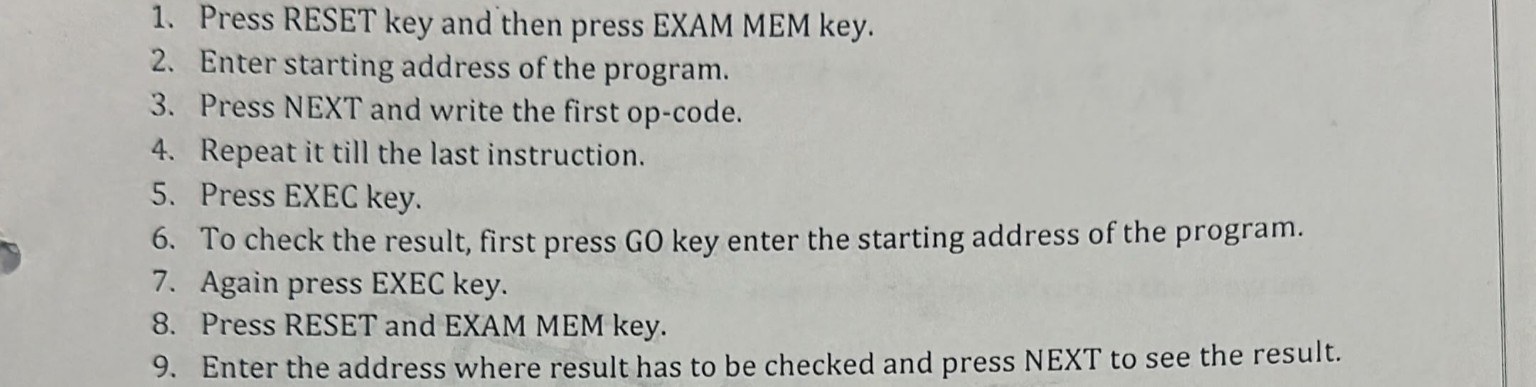 1. Press RESET key and then press EXAM MEM key.
2. Enter starting address of the program.
3. Press NEXT and write the first op-code.
4. Repeat it till the last instruction.
5. Press EXEC key.
6. To check the result, first press GO key enter the starting address of the program.
7. Again press EXEC key.
8. Press RESET and EXAM MEM key.
9. Enter the address where result has to be checked and press NEXT to see the result.